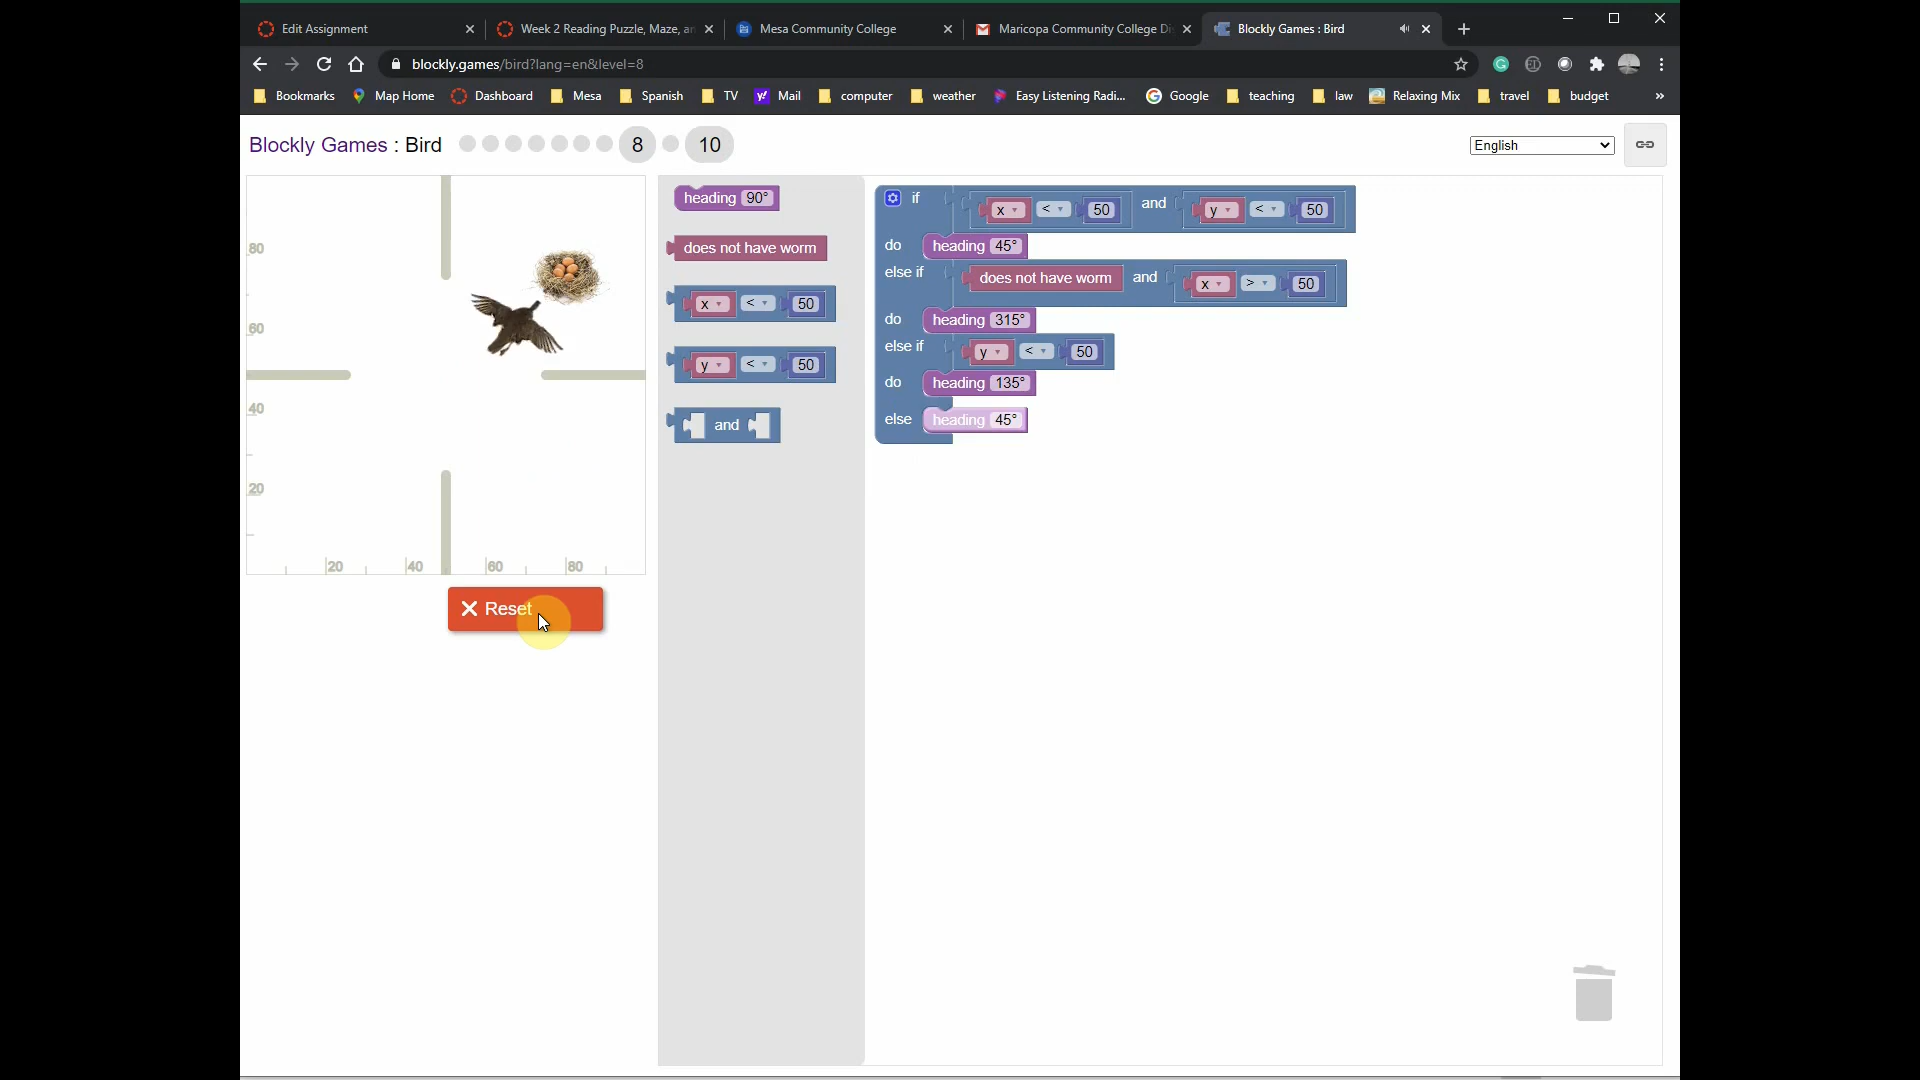 Edit Assignment
Week 2 Reading Puzzle, Maze, an
Mesa Community College
Maricopa Community College Di
Blockly Games : Bird
blockly.games/bird?lang=en&level=8
Bookmarks Map Home Dashboard Mesa Spanish TV Mail computer weather Easy Listening Radi... Google teaching law Relaxing Mix travel budget »
Blockly Games : Bird 8 10 English
80
60
40
20
20 40 60 80
Reset
heading 90°
does not have worm
x < 50
y < 50
and
if x < 50 and y < 50
do heading 45°
else if does not have worm and x > 50
do heading 315°
else if y < 50
do heading 135°
else heading 45°